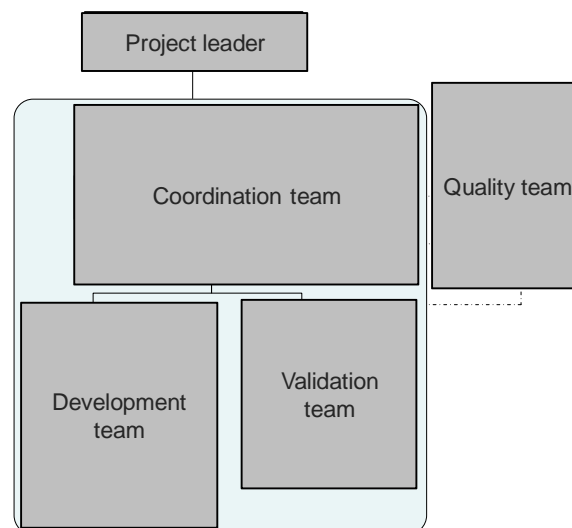 Project leader
Coordination team
Quality team
Development
team
Validation
team